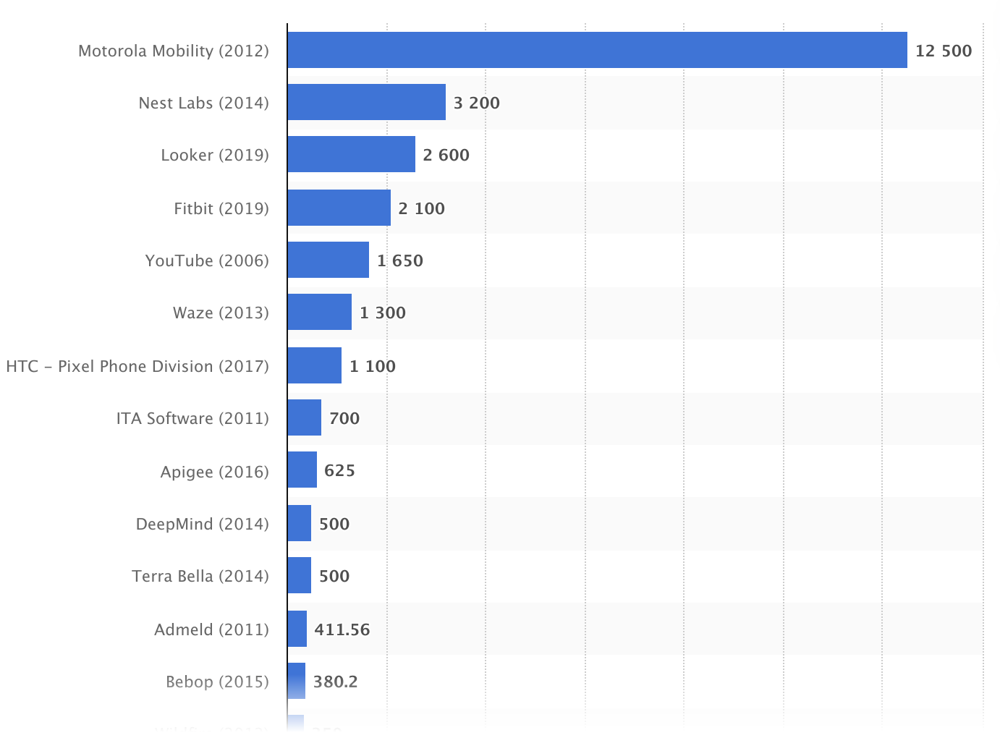 Motorola Mobility (2012) 12 500
Nest Labs (2014) 3 200
Looker (2019) 2 600
Fitbit (2019) 2 100
YouTube (2006) 1 650
Waze (2013) 1 300
HTC – Pixel Phone Division (2017) 1 100
ITA Software (2011) 700
Apigee (2016) 625
DeepMind (2014) 500
Terra Bella (2014) 500
Admeld (2011) 411.56
Bebop (2015) 380.2